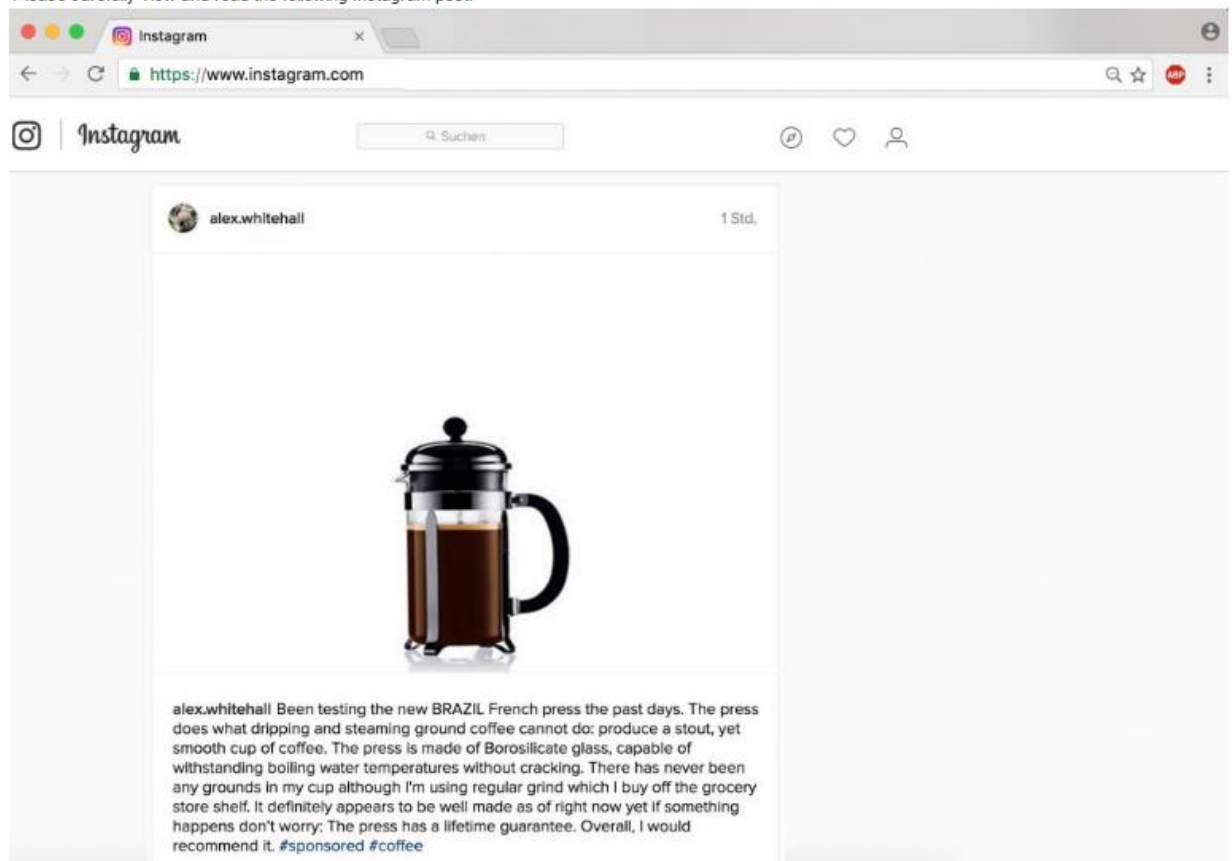 Instagram
https://www.instagram.com
ABP
Instagram
Suchen
alex.whitehall
1 Std.
alex.whitehall Been testing the new BRAZIL French press the past days. The press
does what dripping and steaming ground coffee cannot do: produce a stout, yet
smooth cup of coffee. The press is made of Borosilicate glass, capable of
withstanding boiling water temperatures without cracking. There has never been
any grounds in my cup although I'm using regular grind which I buy off the grocery
store shelf. It definitely appears to be well made as of right now yet if something
happens don't worry: The press has a lifetime guarantee. Overall, I would
recommend it. #sponsored #coffee